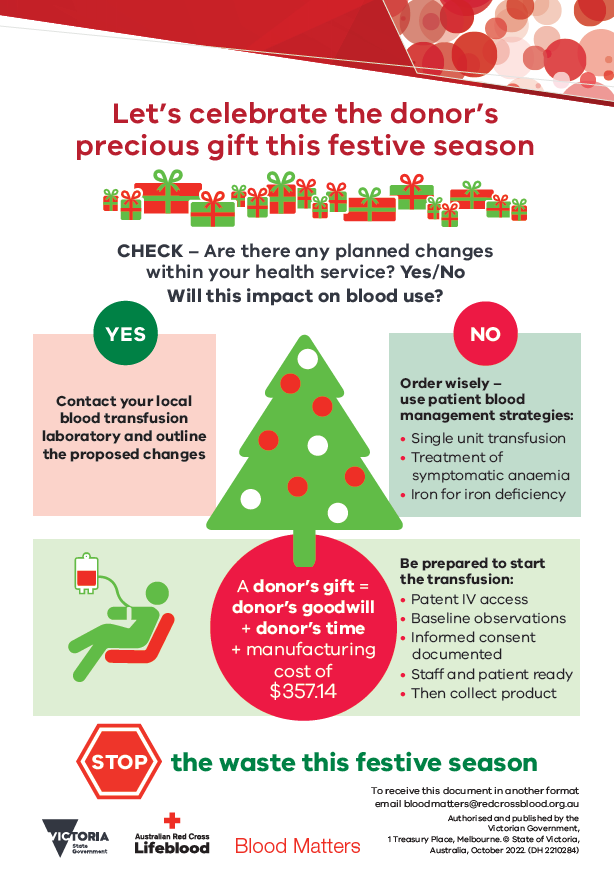 Let's celebrate the donor's
precious gift this festive season
CHECK – Are there any planned changes
within your health service? Yes/No
Will this impact on blood use?
YES
Contact your local
blood transfusion
laboratory and outline
the proposed changes
NO
Order wisely –
use patient blood
management strategies:
• Single unit transfusion
• Treatment of
symptomatic anaemia
• Iron for iron deficiency
A donor's gift =
donor's goodwill
+ donor's time
+ manufacturing
cost of
$357.14
Be prepared to start
the transfusion:
• Patent IV access
• Baseline observations
• Informed consent
documented
• Staff and patient ready
• Then collect product
STOP the waste this festive season
To receive this document in another format
email bloodmatters@redcrossblood.org.au
Authorised and published by the
Victorian Government,
1 Treasury Place, Melbourne. © State of Victoria,
Australia, October 2022. (DH 2210284)
VICTORIA
State
Government
Australian Red Cross
Lifeblood
Blood Matters